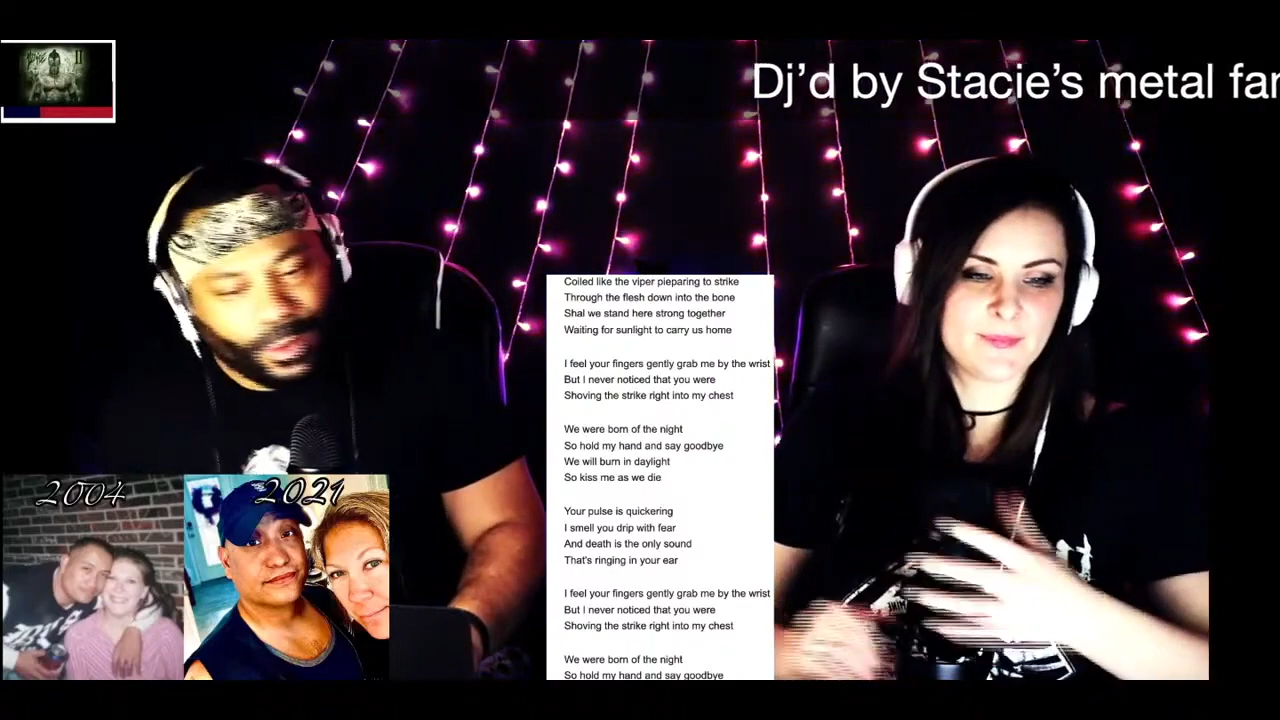 Dj'd by Stacie's metal far
Coiled like the viper pieparing to strike
Through the flesh down into the bone
Shal we stand here strong together
Waiting for sunlight to carry us home
I feel your fingers gently grab me by the wrist
But I never noticed that you were
Shoving the strike right into my chest
We were born of the night
So hold my hand and say goodbye
We will burn in daylight
So kiss me as we die
Your pulse is quickering
I smell you drip with fear
And death is the only sound
That's ringing in your ear
I feel your fingers gently grab me by the wrist
But I never noticed that you were
Shoving the strike right into my chest
We were born of the night
So hold my hand and say goodbye
2004
2021